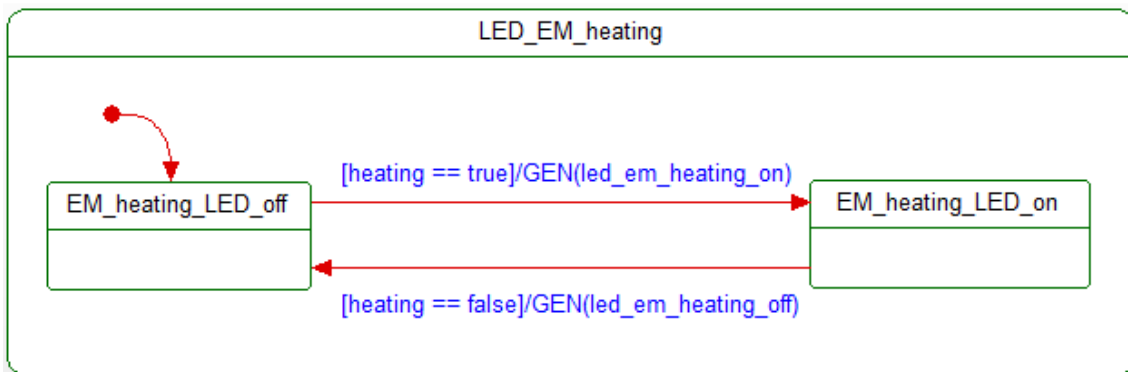 LED_EM_heating
[heating == true]/GEN(led_em_heating_on)
EM_heating_LED_off
EM_heating_LED_on
[heating == false]/GEN(led_em_heating_off)